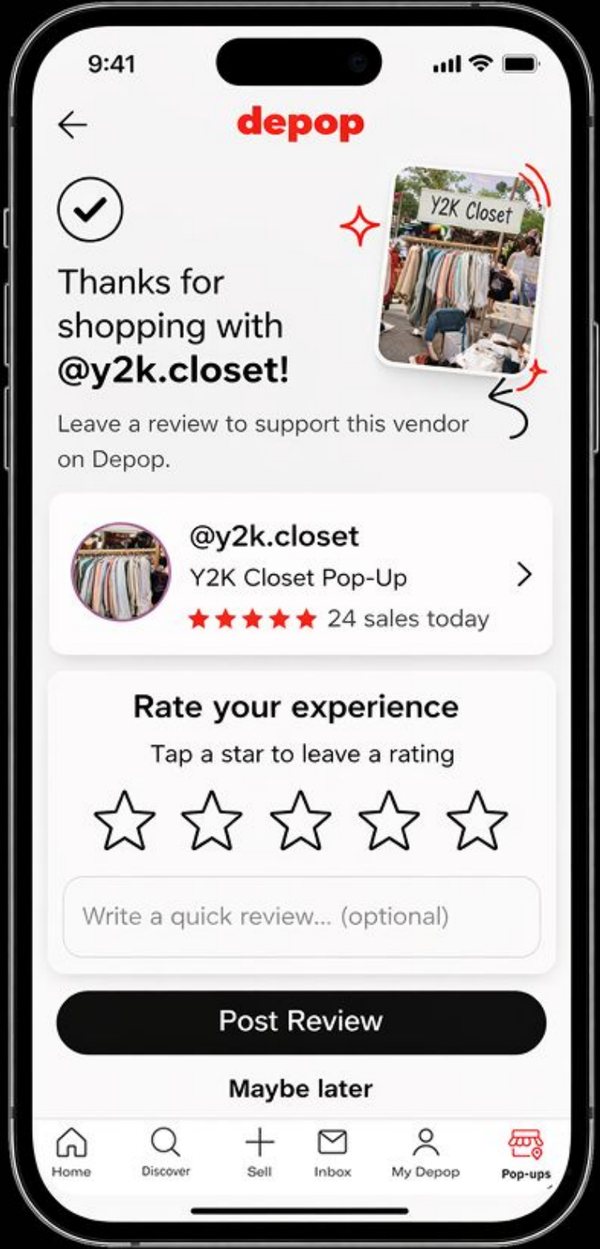 9:41
depop
Y2K Closet
Thanks for
shopping with
@y2k.closet!
Leave a review to support this vendor
on Depop.
@y2k.closet
Y2K Closet Pop-Up
24 sales today
Rate your experience
Tap a star to leave a rating
Write a quick review... (optional)
Post Review
Maybe later
Home
Discover
Sell
Inbox
My Depop
Pop-ups